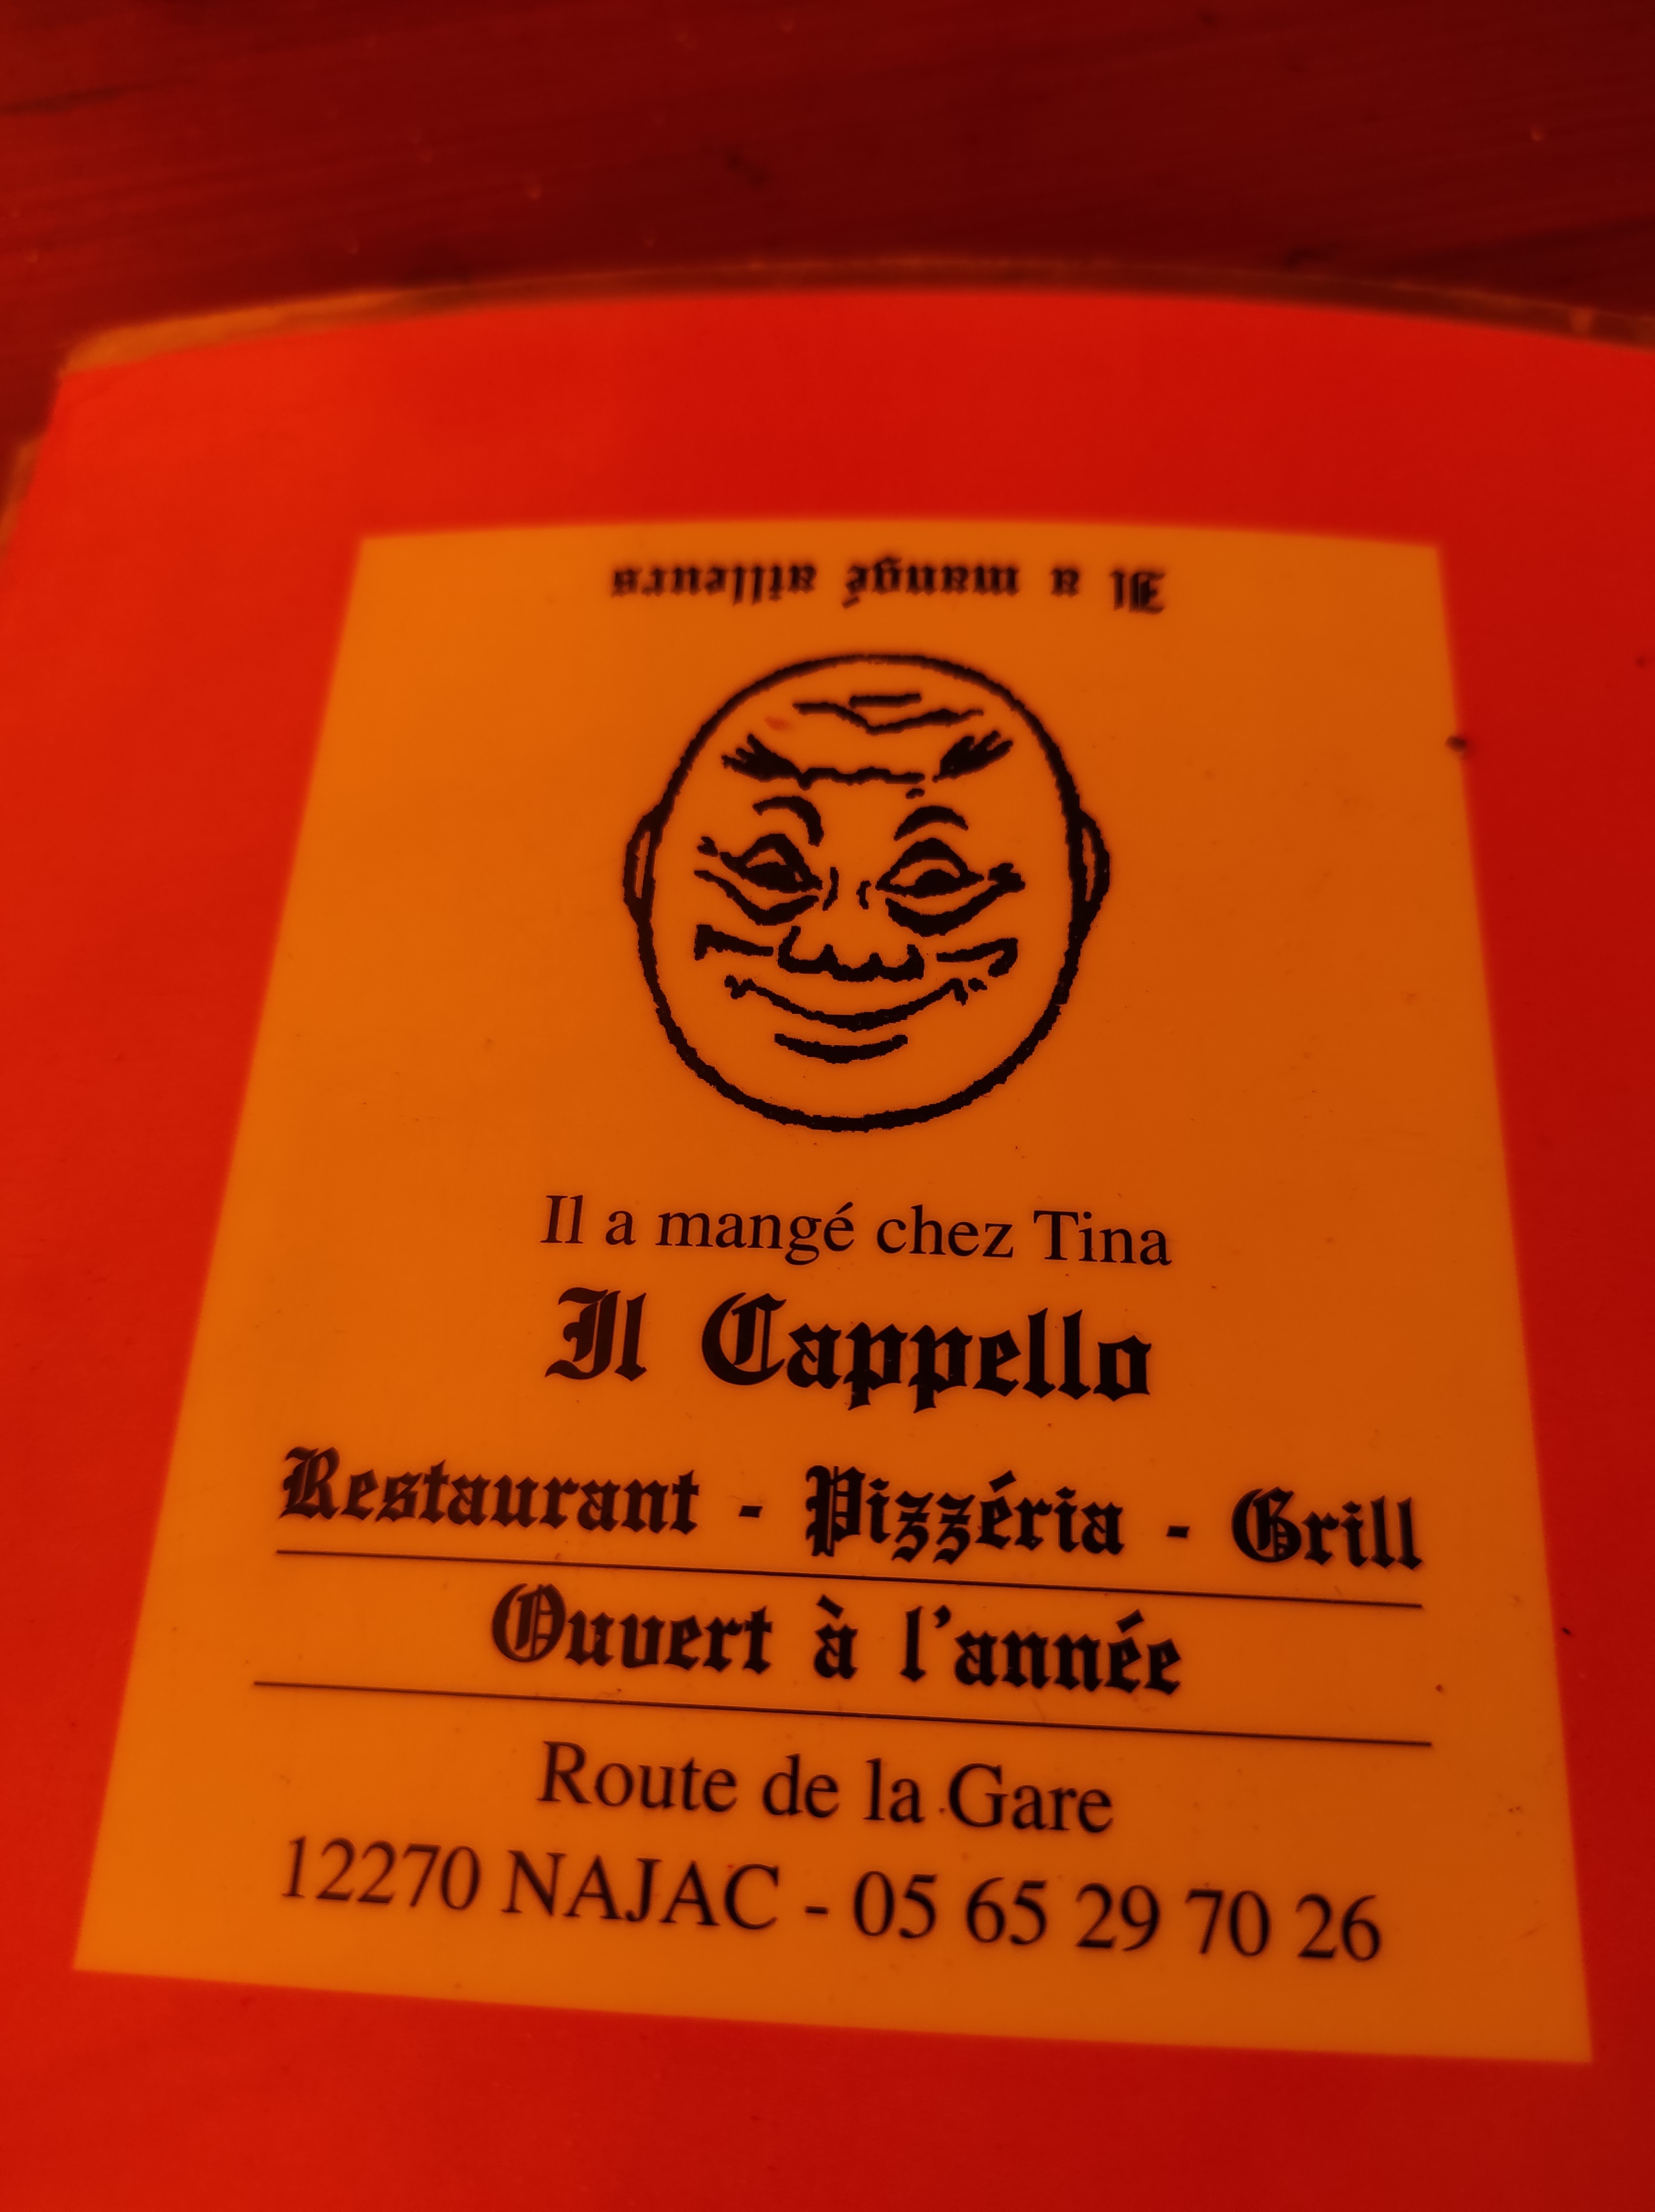 Il a mangé ailleurs
Il a mangé chez Tina
Il Cappello
Restaurant - Pizzéria - Grill
Ouvert à l'année
Route de la Gare
12270 NAJAC - 05 65 29 70 26